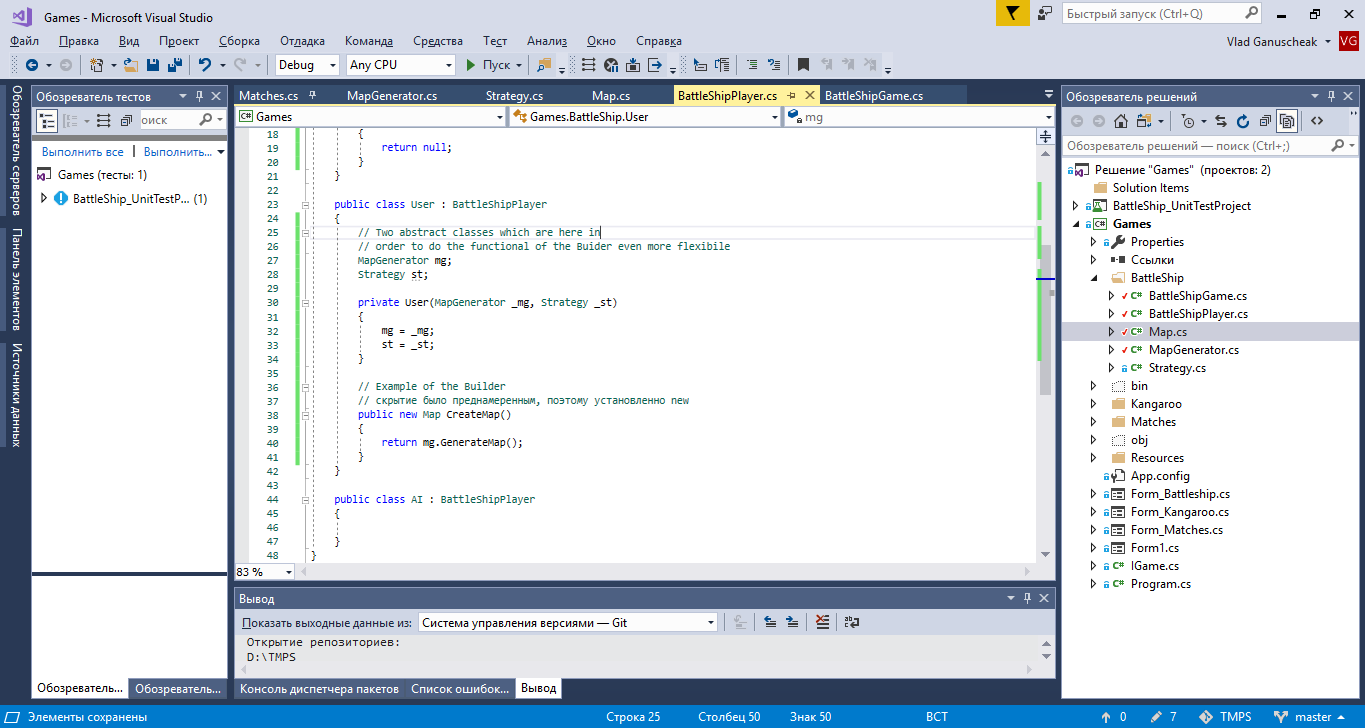 Games - Microsoft Visual Studio
Быстрый запуск (Ctrl+Q)
Файл Правка Вид Проект Сборка Отладка Команда Средства Тест Анализ Окно Справка
Vlad Ganuscheak VG
Debug Any CPU Пуск
Обозреватель серверов
Панель элементов
Источники данных
Обозреватель тестов
оиск
Выполнить все Выполнить...
Games (тесты: 1)
BattleShip_UnitTestP... (1)
Обозреватель... Обозреватель...
Matches.cs MapGenerator.cs Strategy.cs Map.cs BattleShipPlayer.cs BattleShipGame.cs
Games Games.BattleShip.User mg
18 {
19 return null;
20 }
21 }
22
23 public class User : BattleShipPlayer
24 {
25 // Two abstract classes which are here in
26 // order to do the functional of the Buider even more flexibile
27 MapGenerator mg;
28 Strategy st;
29
30 private User(MapGenerator _mg, Strategy _st)
31 {
32 mg = _mg;
33 st = _st;
34 }
35
36 // Example of the Builder
37 // скрытие было преднамеренным, поэтому установленно new
38 public new Map CreateMap()
39 {
40 return mg.GenerateMap();
41 }
42 }
43
44 public class AI : BattleShipPlayer
45 {
46
47 }
48 }
83 %
Вывод
Показать выходные данные из: Система управления версиями — Git
Открытие репозиториев:
D:\TMPS
Консоль диспетчера пакетов Список ошибок... Вывод
Обозреватель решений
Обозреватель решений — поиск (Ctrl+;)
Решение "Games" (проектов: 2)
Solution Items
BattleShip_UnitTestProject
Games
Properties
Ссылки
BattleShip
C# BattleShipGame.cs
C# BattleShipPlayer.cs
C# Map.cs
C# MapGenerator.cs
C# Strategy.cs
bin
Kangaroo
Matches
obj
Resources
App.config
Form_Battleship.cs
Form_Kangaroo.cs
Form_Matches.cs
Form1.cs
C# IGame.cs
C# Program.cs
Элементы сохранены Строка 25 Столбец 50 Знак 50 ВСТ 0 7 TMPS master